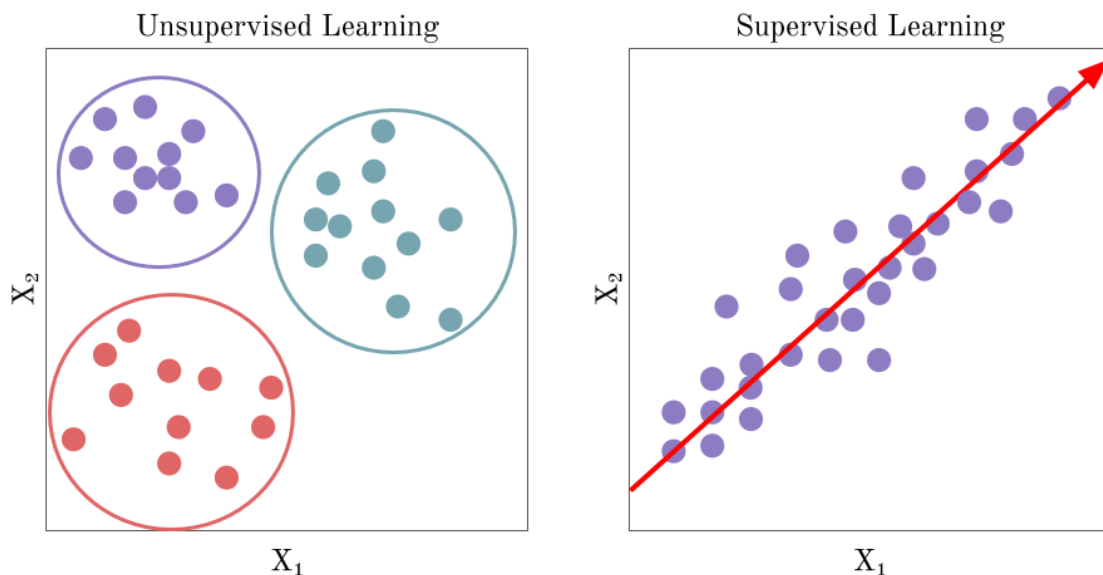 Unsupervised Learning
X₂
X₁
Supervised Learning
X₂
X₁